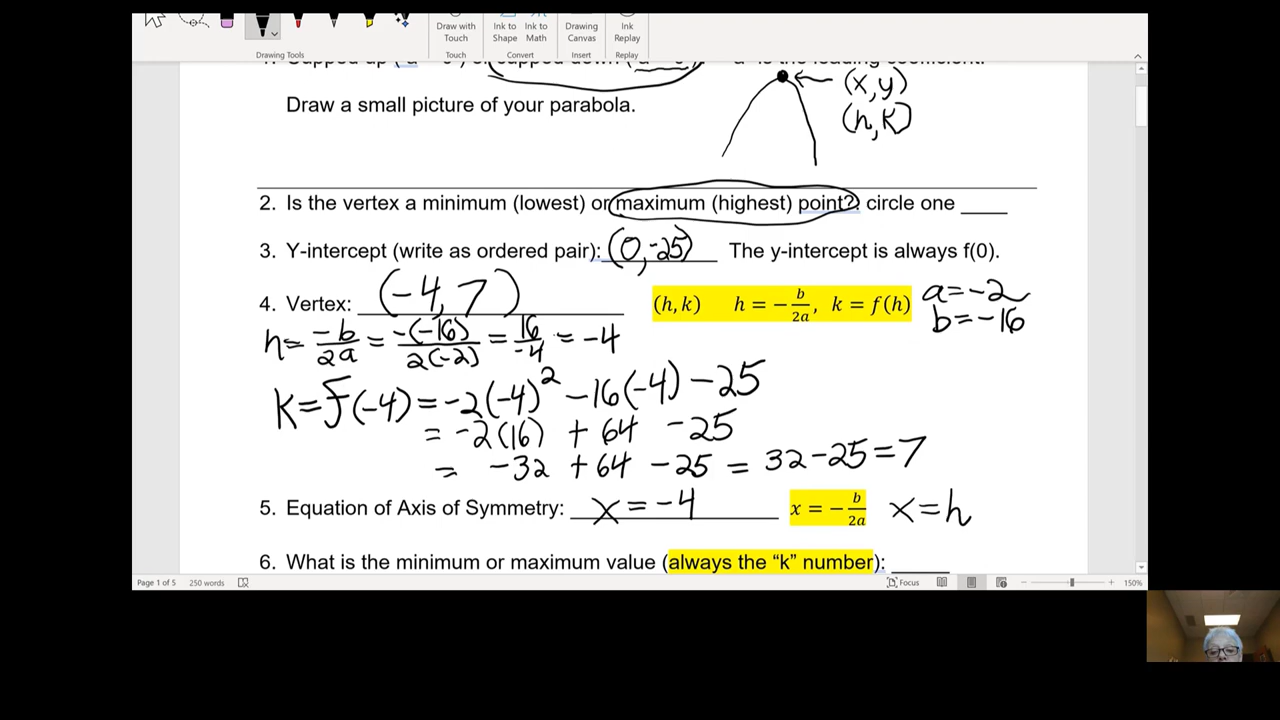 Draw with Touch
Ink to Shape
Ink to Math
Drawing Canvas
Ink Replay
Drawing Tools
Touch
Convert
Insert
Replay
is the leading coefficient.
Draw a small picture of your parabola.
(x,y)
(h,k)
2. Is the vertex a minimum (lowest) or maximum (highest) point?. circle one ____
3. Y-intercept (write as ordered pair): (0,-25) The y-intercept is always f(0).
4. Vertex: (-4,7) (h, k) h = -b/2a, k = f(h) a=-2
b=-16
h= -b/2a = -(-16)/2(-2) = 16/-4 = -4
K=f(-4) = -2(-4)² -16(-4) -25
= -2(16) + 64 -25
= -32 + 64 -25 = 32-25=7
5. Equation of Axis of Symmetry: x=-4 x = -b/2a x=h
6. What is the minimum or maximum value (always the “k” number): ____
Page 1 of 5 250 words Focus 150%